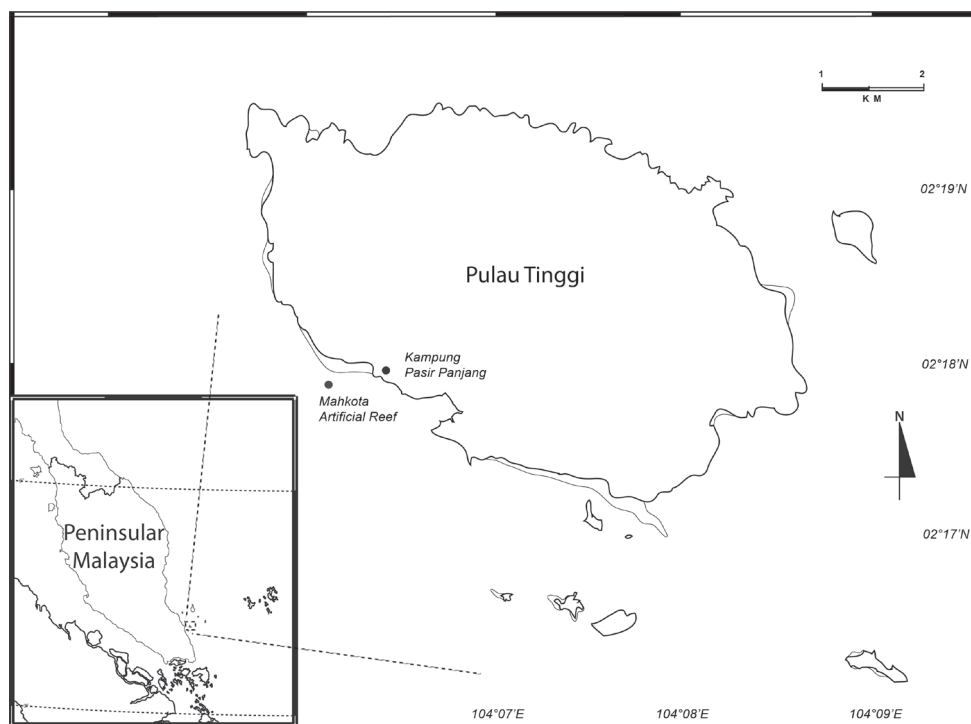 1 2
K M
02°19'N
Pulau Tinggi
Kampung
Pasir Panjang
02°18'N
Mahkota
Artificial Reef
N
Peninsular
Malaysia
02°17'N
104°07'E 104°08'E 104°09'E